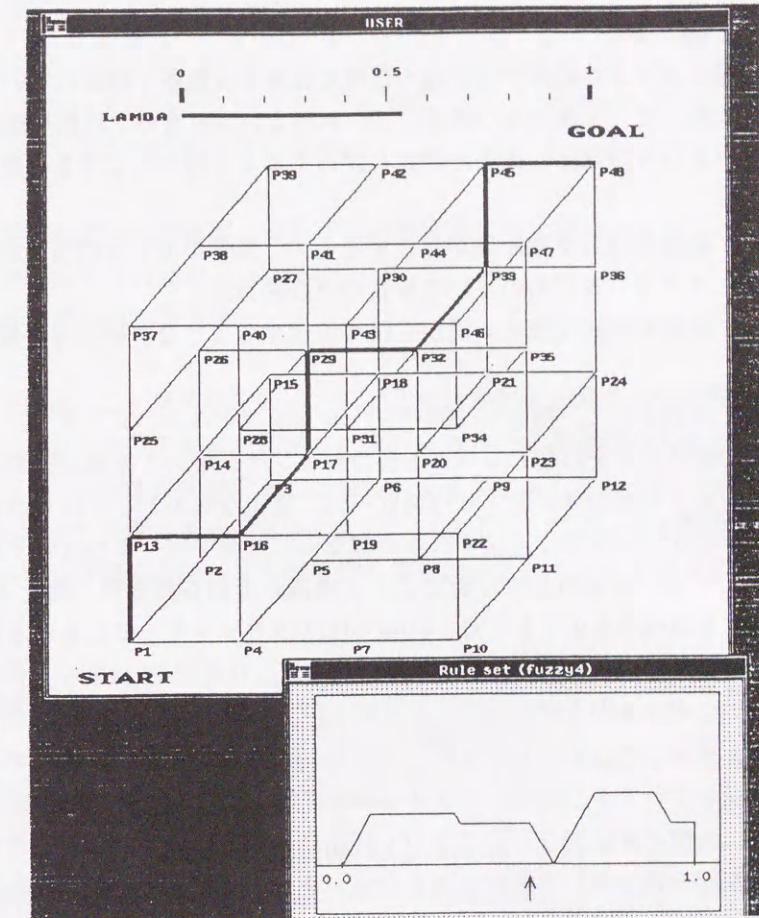 USER
0 0.5 1
LAMDA
GOAL
P39 P42 P45 P48
P38 P41 P44 P47
P27 P30 P33 P36
P37 P40 P43 P46
P26 P29 P32 P35
P15 P18 P21 P24
P25 P28 P31 P34
P14 P17 P20 P23
P3 P6 P9 P12
P13 P16 P19 P22
P2 P5 P8 P11
P1 P4 P7 P10
START
Rule set (fuzzy4)
0.0 1.0